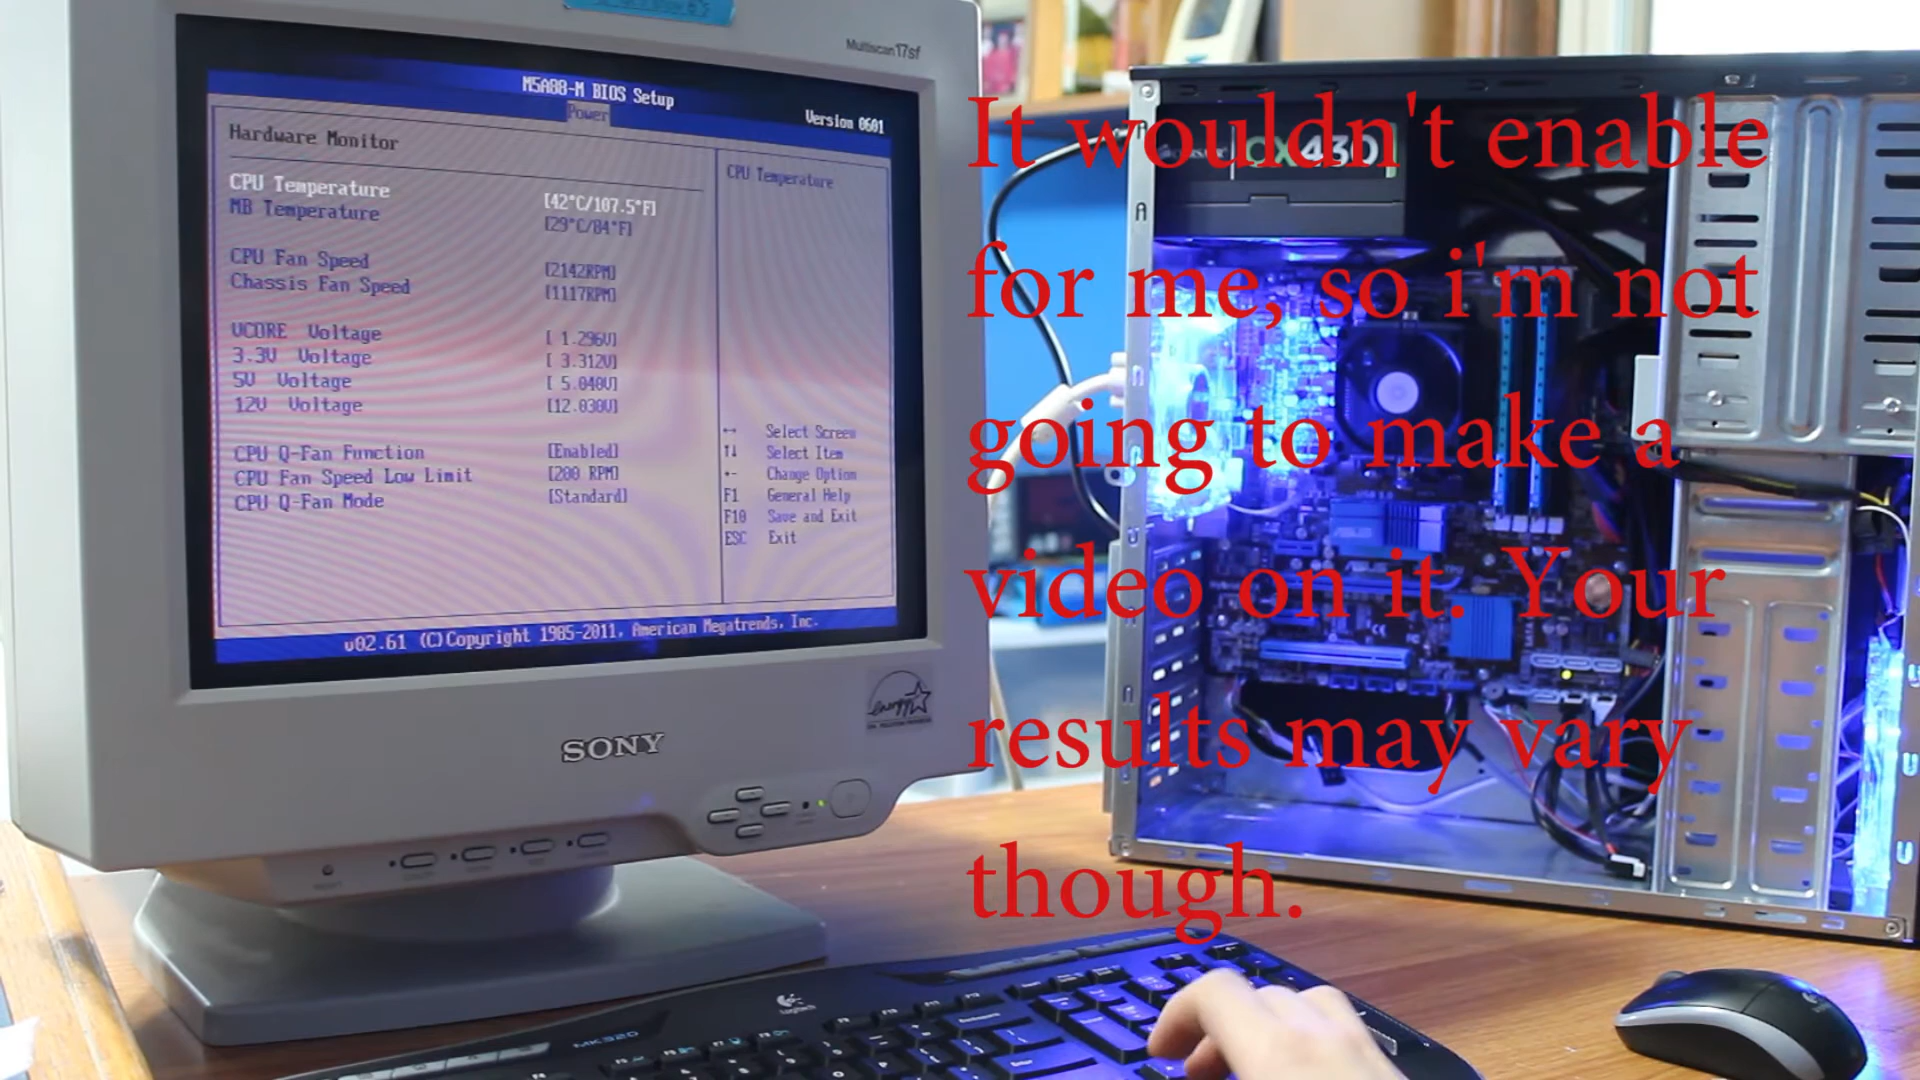 Multiscan17sf
M5A88-M BIOS Setup
Power
Version 0601
Hardware Monitor
CPU Temperature [42°C/107.5°F]
MB Temperature [29°C/84°F]
CPU Fan Speed [2142RPM]
Chassis Fan Speed [1117RPM]
VCORE Voltage [ 1.296V]
3.3V Voltage [ 3.312V]
5V Voltage [ 5.040V]
12V Voltage [12.030V]
CPU Q-Fan Function [Enabled]
CPU Fan Speed Low Limit [200 RPM]
CPU Q-Fan Mode [Standard]
CPU Temperature
↔ Select Screen
↑↓ Select Item
+- Change Option
F1 General Help
F10 Save and Exit
ESC Exit
v02.61 (C)Copyright 1985-2011, American Megatrends, Inc.
energy
SONY
CX430
It wouldn't enable
for me, so i'm not
going to make a
video on it. Your
results may vary
though.
Logitech
MK320